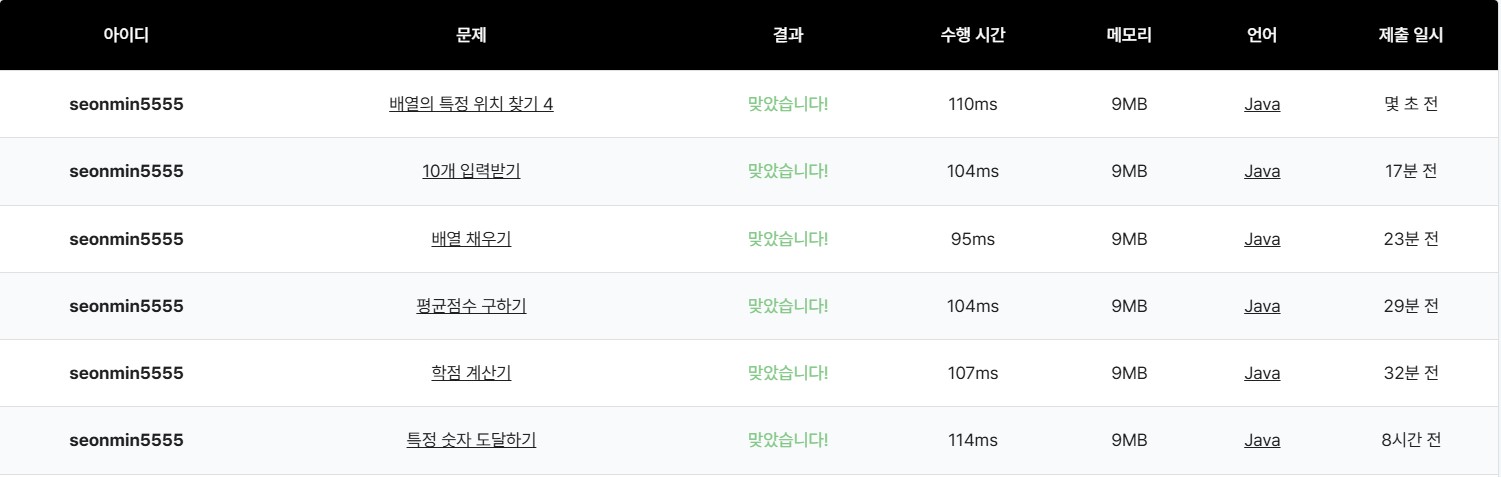 아이디 문제 결과 수행 시간 메모리 언어 제출 일시
seonmin5555 배열의 특정 위치 찾기 4 맞았습니다! 110ms 9MB Java 몇 초 전
seonmin5555 10개 입력받기 맞았습니다! 104ms 9MB Java 17분 전
seonmin5555 배열 채우기 맞았습니다! 95ms 9MB Java 23분 전
seonmin5555 평균점수 구하기 맞았습니다! 104ms 9MB Java 29분 전
seonmin5555 학점 계산기 맞았습니다! 107ms 9MB Java 32분 전
seonmin5555 특정 숫자 도달하기 맞았습니다! 114ms 9MB Java 8시간 전